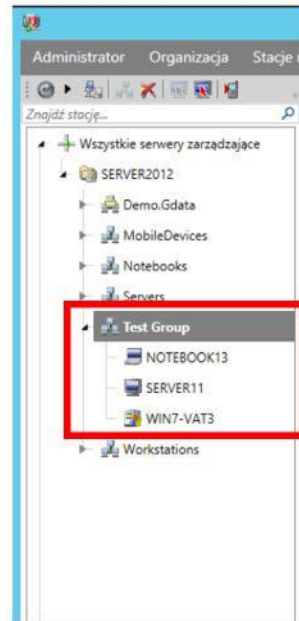 Administrator Organizacja Stacje
Znajdź stację...
Wszystkie serwery zarządzające
SERVER2012
Demo.Gdata
MobileDevices
Notebooks
Servers
Test Group
NOTEBOOK13
SERVER11
WIN7-VAT3
Workstations